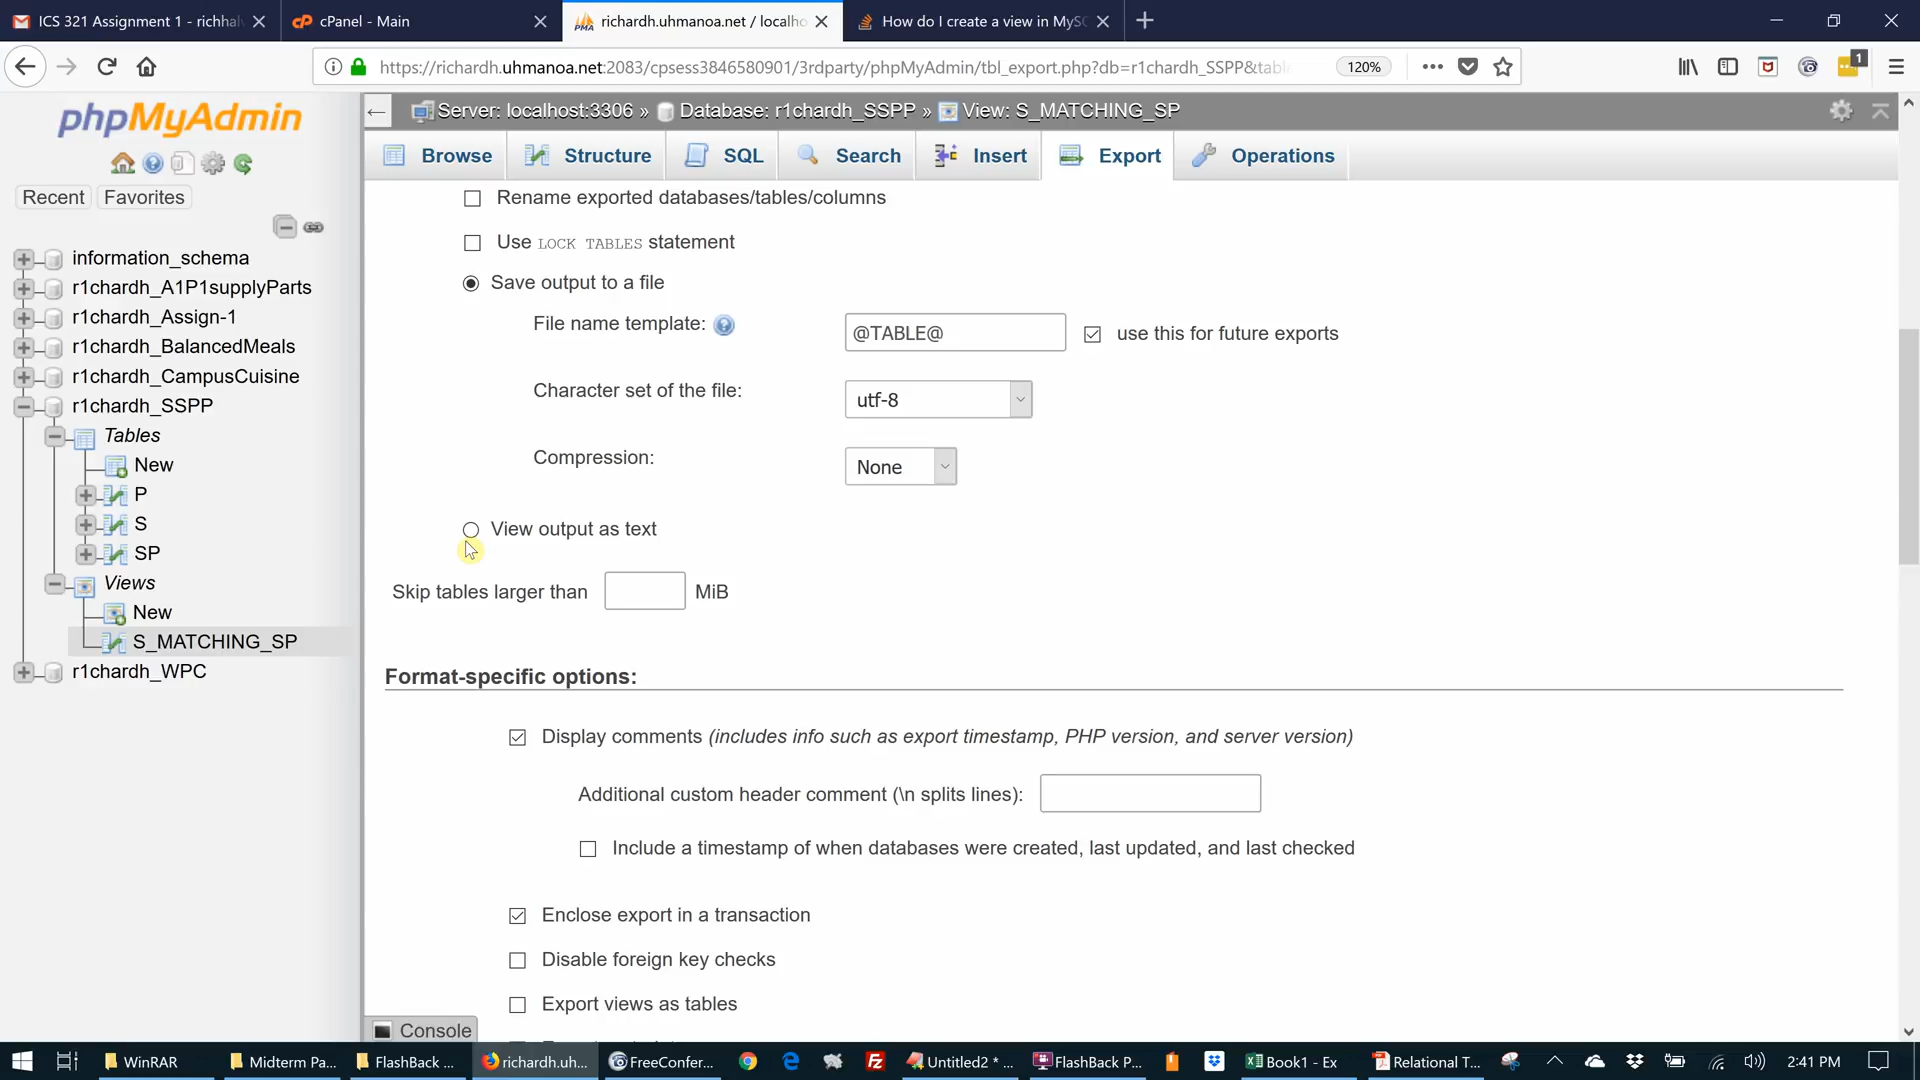 ICS 321 Assignment 1 - richhal
cPanel - Main
richardh.uhmanoa.net / localho
How do I create a view in MySQ
https://richardh.uhmanoa.net:2083/cpsess3846580901/3rdparty/phpMyAdmin/tbl_export.php?db=r1chardh_SSPP&tabl
120%
1
phpMyAdmin
Recent
Favorites
information_schema
r1chardh_A1P1supplyParts
r1chardh_Assign-1
r1chardh_BalancedMeals
r1chardh_CampusCuisine
r1chardh_SSPP
Tables
New
P
S
SP
Views
New
S_MATCHING_SP
r1chardh_WPC
Server: localhost:3306 » Database: r1chardh_SSPP » View: S_MATCHING_SP
Browse
Structure
SQL
Search
Insert
Export
Operations
Rename exported databases/tables/columns
Use LOCK TABLES statement
Save output to a file
File name template:
@TABLE@
use this for future exports
Character set of the file:
utf-8
Compression:
None
View output as text
Skip tables larger than
MiB
Format-specific options:
Display comments (includes info such as export timestamp, PHP version, and server version)
Additional custom header comment (\n splits lines):
Include a timestamp of when databases were created, last updated, and last checked
Enclose export in a transaction
Disable foreign key checks
Export views as tables
Console
WinRAR
Midterm Pa...
FlashBack ...
richardh.uh...
FreeConfer...
Untitled2 * ...
FlashBack P...
Book1 - Ex
Relational T...
2:41 PM